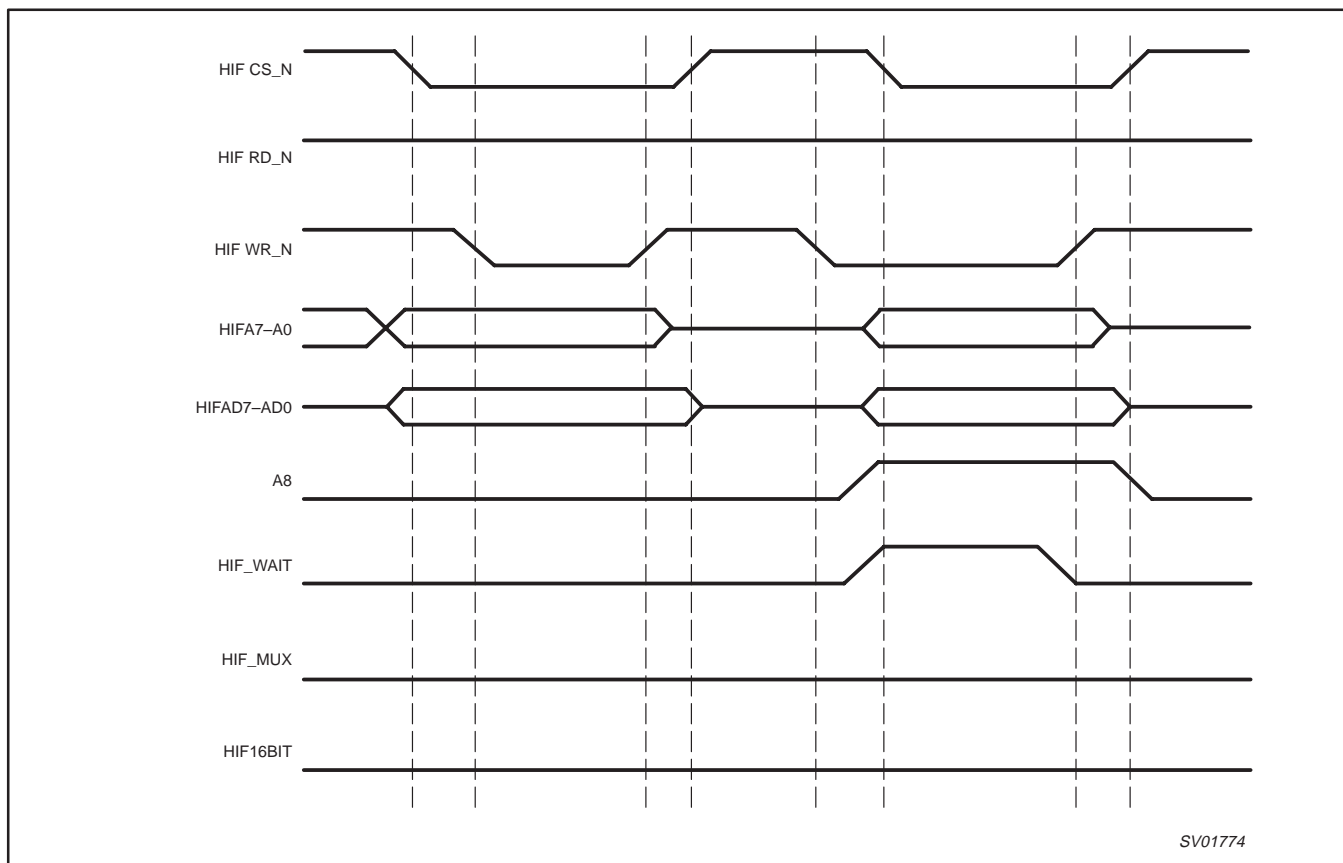 HIF CS_N
HIF RD_N
HIF WR_N
HIFA7–A0
HIFAD7–AD0
A8
HIF_WAIT
HIF_MUX
HIF16BIT
SV01774